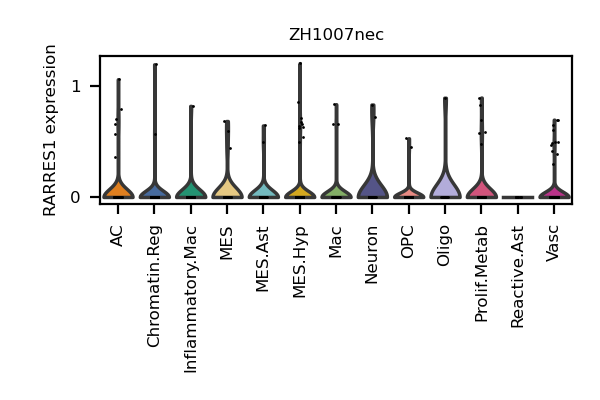 ZH1007nec
RARRES1 expression
1
0
AC
Chromatin.Reg
Inflammatory.Mac
MES
MES.Ast
MES.Hyp
Mac
Neuron
OPC
Oligo
Prolif.Metab
Reactive.Ast
Vasc